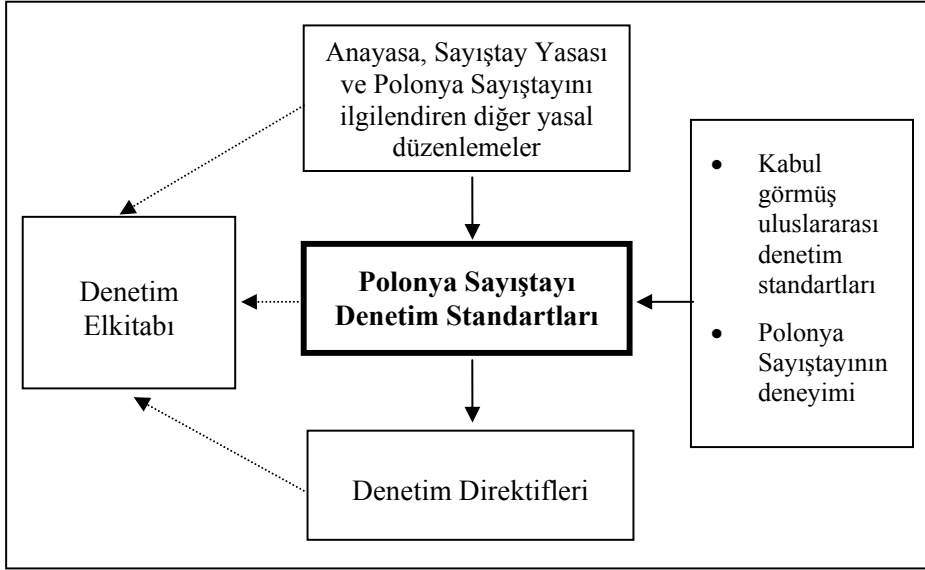 Anayasa, Sayıştay Yasası
ve Polonya Sayıştayını
ilgilendiren diğer yasal
düzenlemeler
Denetim
Elkitabı
Polonya Sayıştayı
Denetim Standartları
• Kabul
görmüş
uluslararası
denetim
standartları
• Polonya
Sayıştayının
deneyimi
Denetim Direktifleri